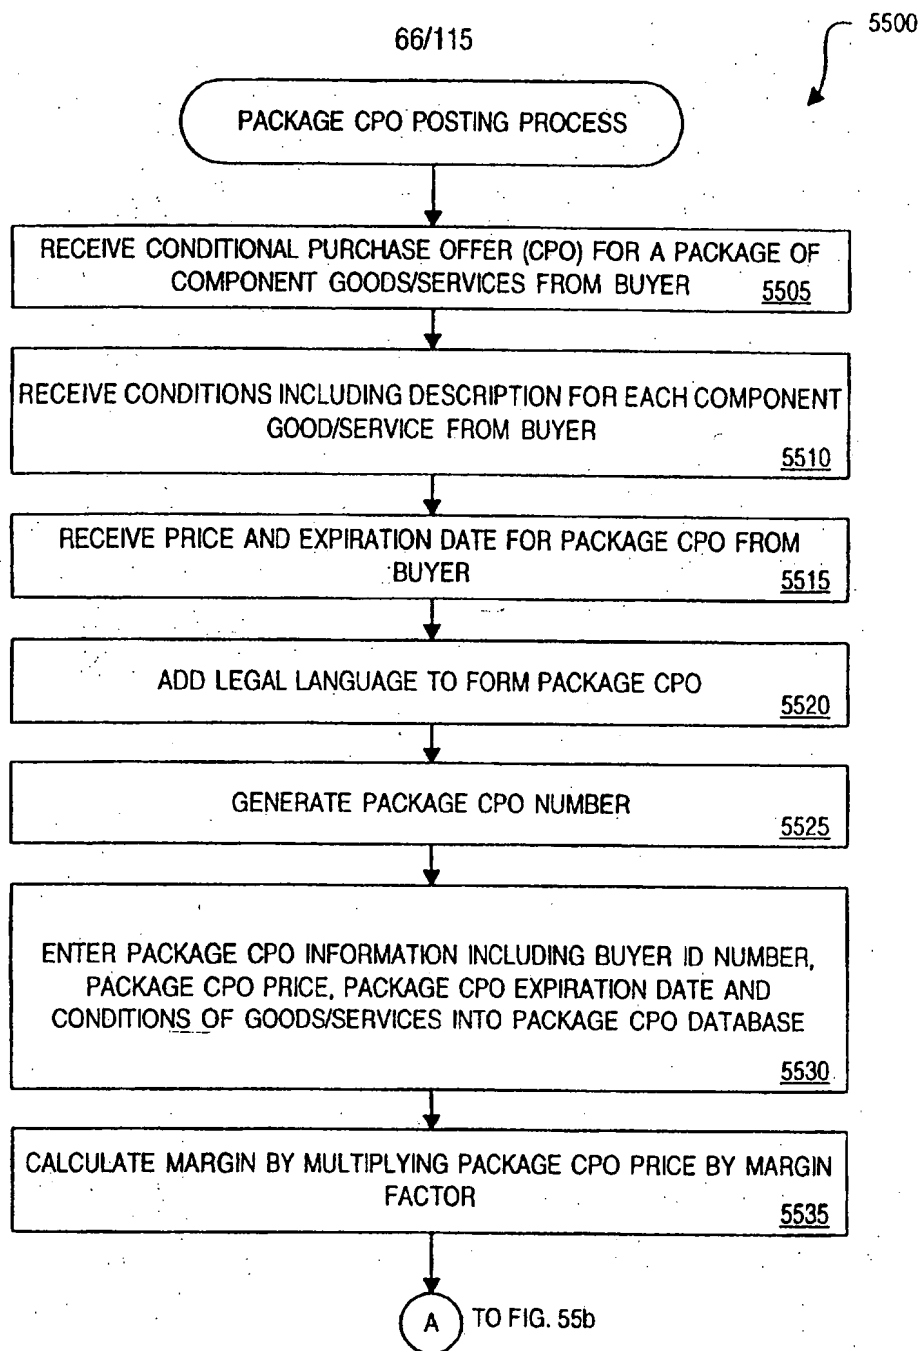 5500
66/115
PACKAGE CPO POSTING PROCESS
RECEIVE CONDITIONAL PURCHASE OFFER (CPO) FOR A PACKAGE OF
COMPONENT GOODS/SERVICES FROM BUYER 5505
RECEIVE CONDITIONS INCLUDING DESCRIPTION FOR EACH COMPONENT
GOOD/SERVICE FROM BUYER
5510
RECEIVE PRICE AND EXPIRATION DATE FOR PACKAGE CPO FROM
BUYER 5515
ADD LEGAL LANGUAGE TO FORM PACKAGE CPO
5520
GENERATE PACKAGE CPO NUMBER
5525
ENTER PACKAGE CPO INFORMATION INCLUDING BUYER ID NUMBER,
PACKAGE CPO PRICE, PACKAGE CPO EXPIRATION DATE AND
CONDITIONS OF GOODS/SERVICES INTO PACKAGE CPO DATABASE
5530
CALCULATE MARGIN BY MULTIPLYING PACKAGE CPO PRICE BY MARGIN
FACTOR 5535
A TO FIG. 55b